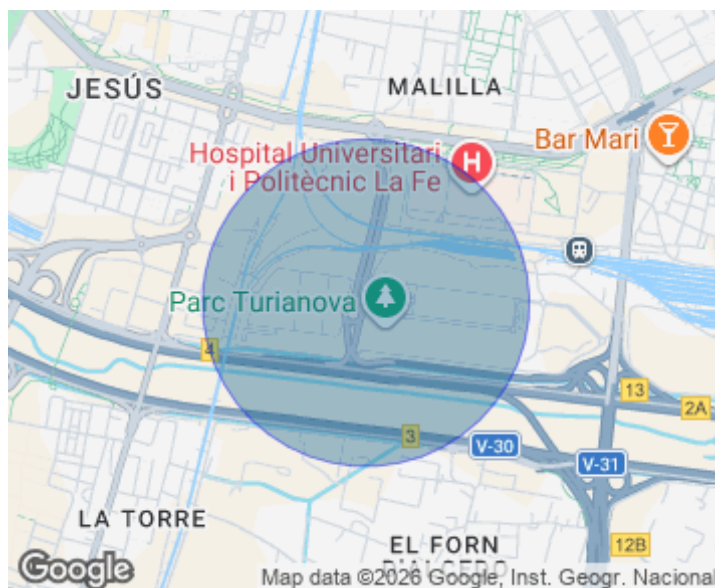 JESÚS
MALILLA
Bar Mari
Hospital Universitari
i Politècnic La Fe
H
Parc Turianova
4
13
2A
3
V-30
V-31
LA TORRE
EL FORN
D'ALCEDO
12B
Google
Map data ©2026 Google, Inst. Geogr. Nacional